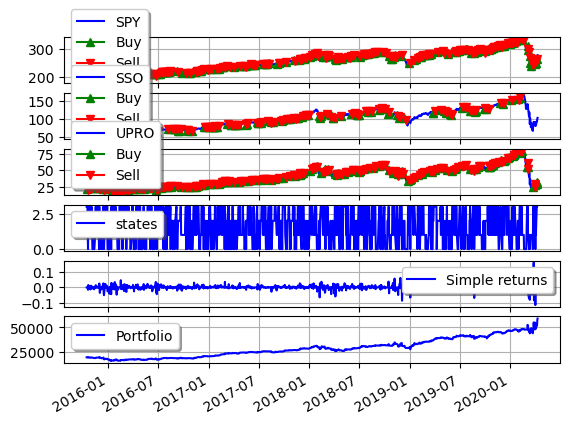 SPY
Buy
Sell
300
200
SSO
Buy
Sell
150
100
50
UPRO
Buy
Sell
75
50
25
states
2.5
0.0
Simple returns
0.1
0.0
−0.1
Portfolio
50000
25000
2016-01 2016-07 2017-01 2017-07 2018-01 2018-07 2019-01 2019-07 2020-01